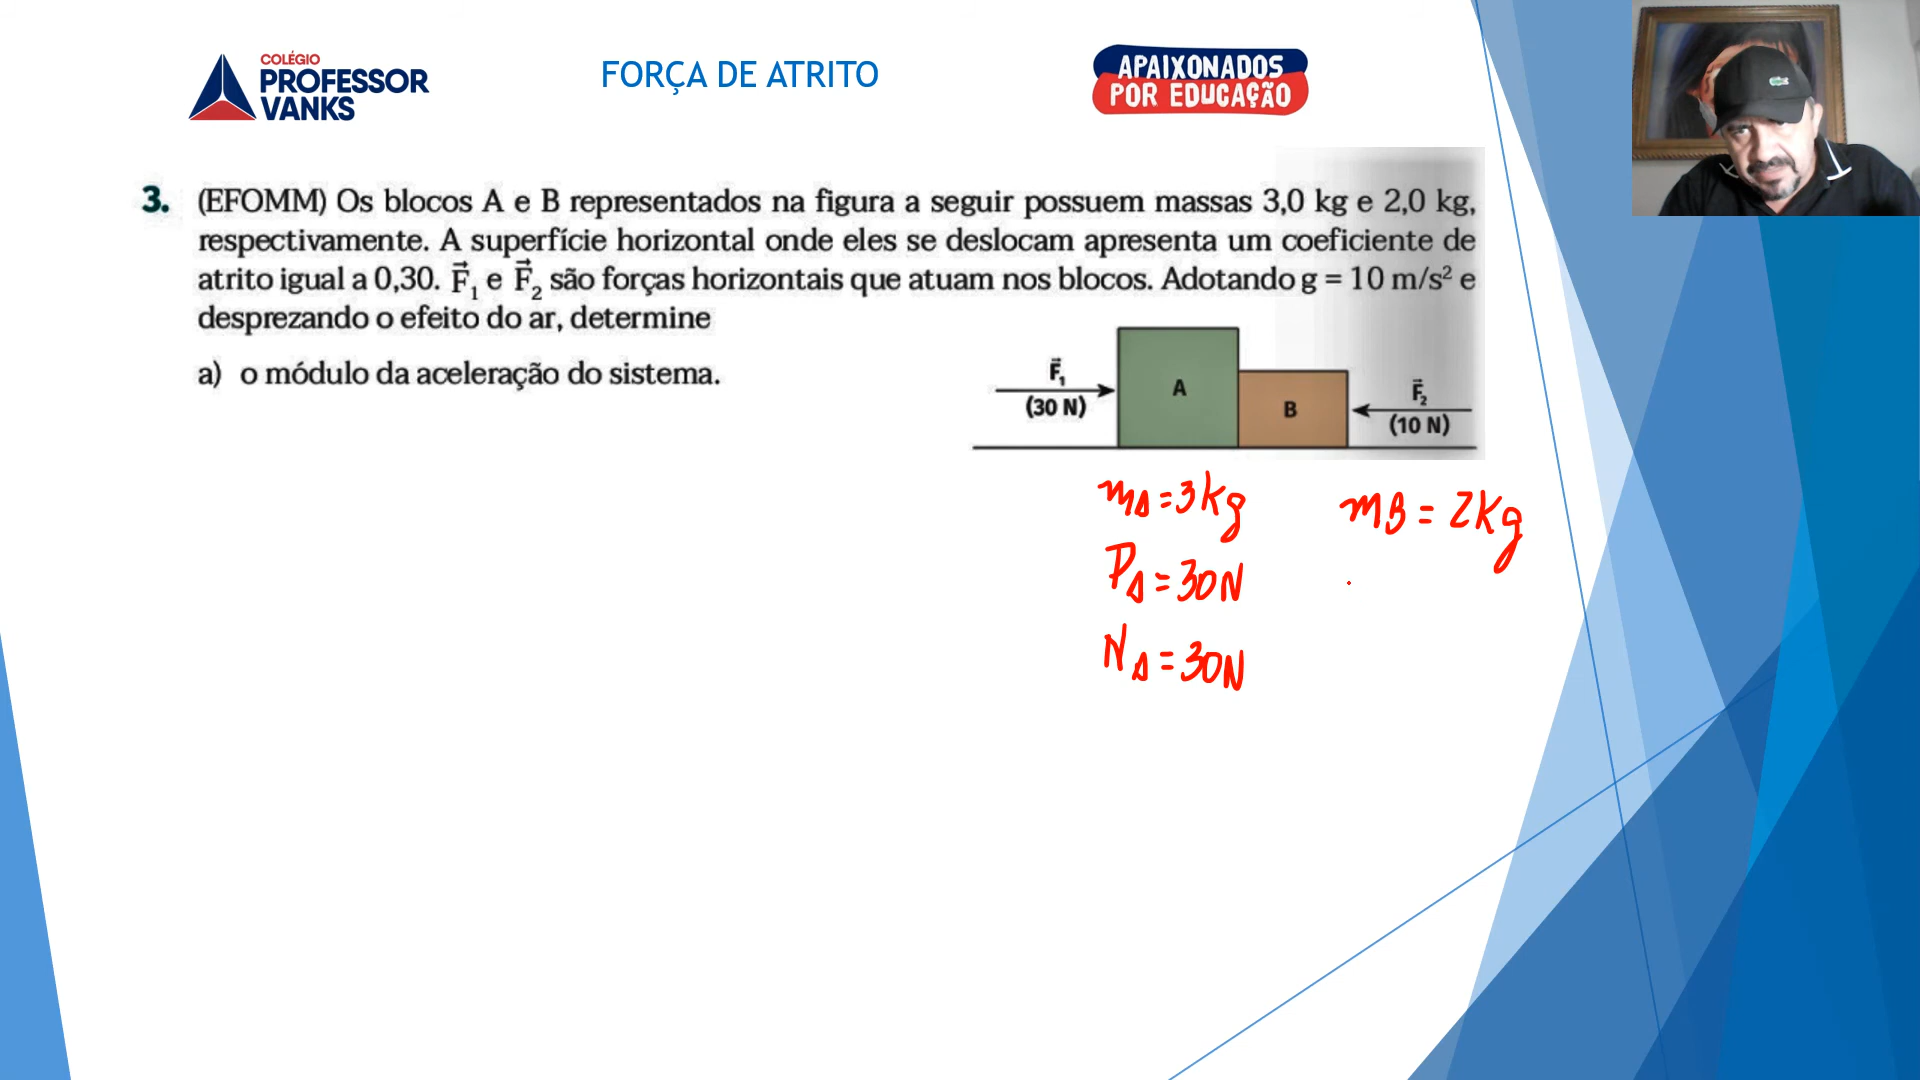 COLÉGIO
PROFESSOR
VANKS
FORÇA DE ATRITO
APAIXONADOS
POR EDUCAÇÃO
3. (EFOMM) Os blocos A e B representados na figura a seguir possuem massas 3,0 kg e 2,0 kg,
respectivamente. A superfície horizontal onde eles se deslocam apresenta um coeficiente de
atrito igual a 0,30. F⃗₁ e F⃗₂ são forças horizontais que atuam nos blocos. Adotando g = 10 m/s² e
desprezando o efeito do ar, determine
a) o módulo da aceleração do sistema.
F⃗₁
(30 N)
A
B
F⃗₂
(10 N)
mA = 3kg
mB = 2kg
PA = 30N
NA = 30N